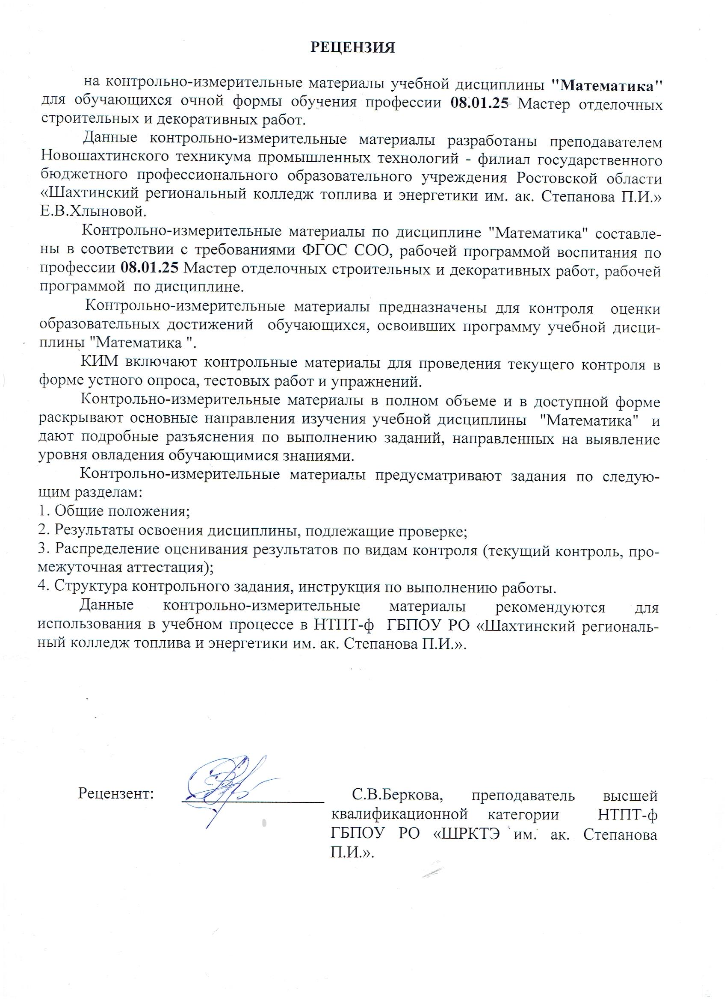 РЕЦЕНЗИЯ
на контрольно-измерительные материалы учебной дисциплины "Математика"
для обучающихся очной формы обучения профессии 08.01.25 Мастер отделочных
строительных и декоративных работ.
Данные контрольно-измерительные материалы разработаны преподавателем
Новошахтинского техникума промышленных технологий - филиал государственного
бюджетного профессионального образовательного учреждения Ростовской области
«Шахтинский региональный колледж топлива и энергетики им. ак. Степанова П.И.»
Е.В.Хлыновой.
Контрольно-измерительные материалы по дисциплине "Математика" составле-
ны в соответствии с требованиями ФГОС СОО, рабочей программой воспитания по
профессии 08.01.25 Мастер отделочных строительных и декоративных работ, рабочей
программой по дисциплине.
Контрольно-измерительные материалы предназначены для контроля оценки
образовательных достижений обучающихся, освоивших программу учебной дисци-
плины "Математика ".
КИМ включают контрольные материалы для проведения текущего контроля в
форме устного опроса, тестовых работ и упражнений.
Контрольно-измерительные материалы в полном объеме и в доступной форме
раскрывают основные направления изучения учебной дисциплины "Математика" и
дают подробные разъяснения по выполнению заданий, направленных на выявление
уровня овладения обучающимися знаниями.
Контрольно-измерительные материалы предусматривают задания по следую-
щим разделам:
1. Общие положения;
2. Результаты освоения дисциплины, подлежащие проверке;
3. Распределение оценивания результатов по видам контроля (текущий контроль, про-
межуточная аттестация);
4. Структура контрольного задания, инструкция по выполнению работы.
Данные контрольно-измерительные материалы рекомендуются для
использования в учебном процессе в НТПТ-ф ГБПОУ РО «Шахтинский региональ-
ный колледж топлива и энергетики им. ак. Степанова П.И.».
Рецензент: С.В.Беркова, преподаватель высшей
квалификационной категории НТПТ-ф
ГБПОУ РО «ШРКТЭ им. ак. Степанова
П.И.».